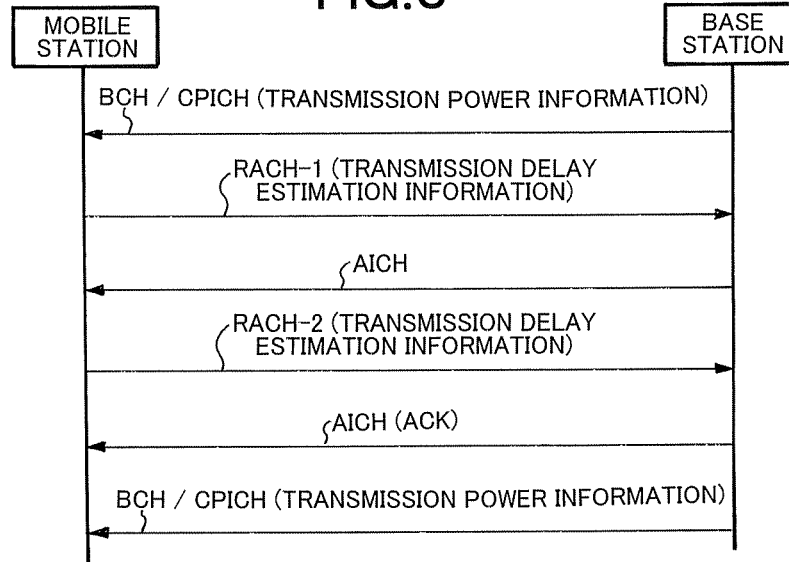 MOBILE
STATION
BASE
STATION
BCH / CPICH (TRANSMISSION POWER INFORMATION)
RACH-1 (TRANSMISSION DELAY
ESTIMATION INFORMATION)
AICH
RACH-2 (TRANSMISSION DELAY
ESTIMATION INFORMATION)
AICH (ACK)
BCH / CPICH (TRANSMISSION POWER INFORMATION)